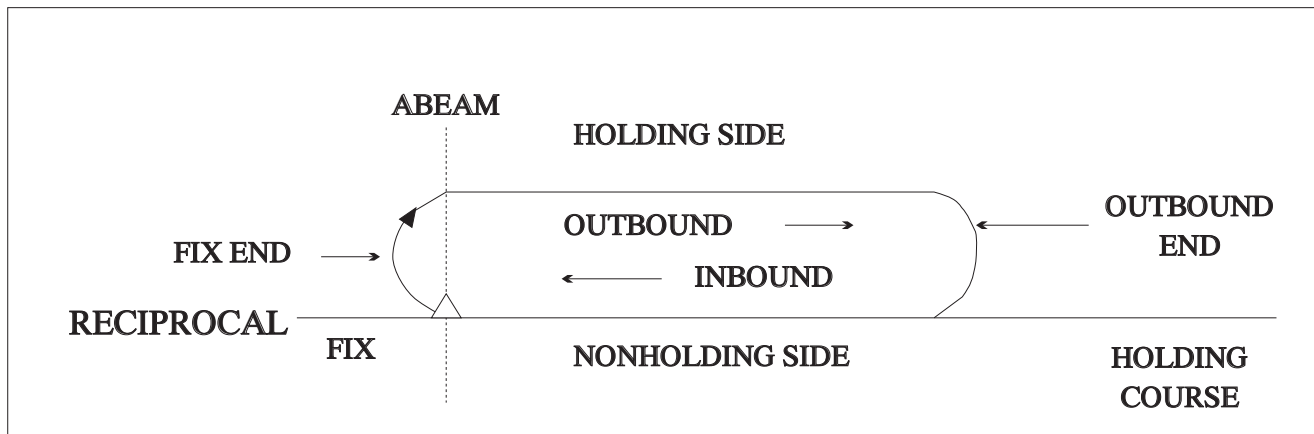 ABEAM
HOLDING SIDE
OUTBOUND
OUTBOUND
END
FIX END
INBOUND
RECIPROCAL
FIX
NONHOLDING SIDE
HOLDING
COURSE